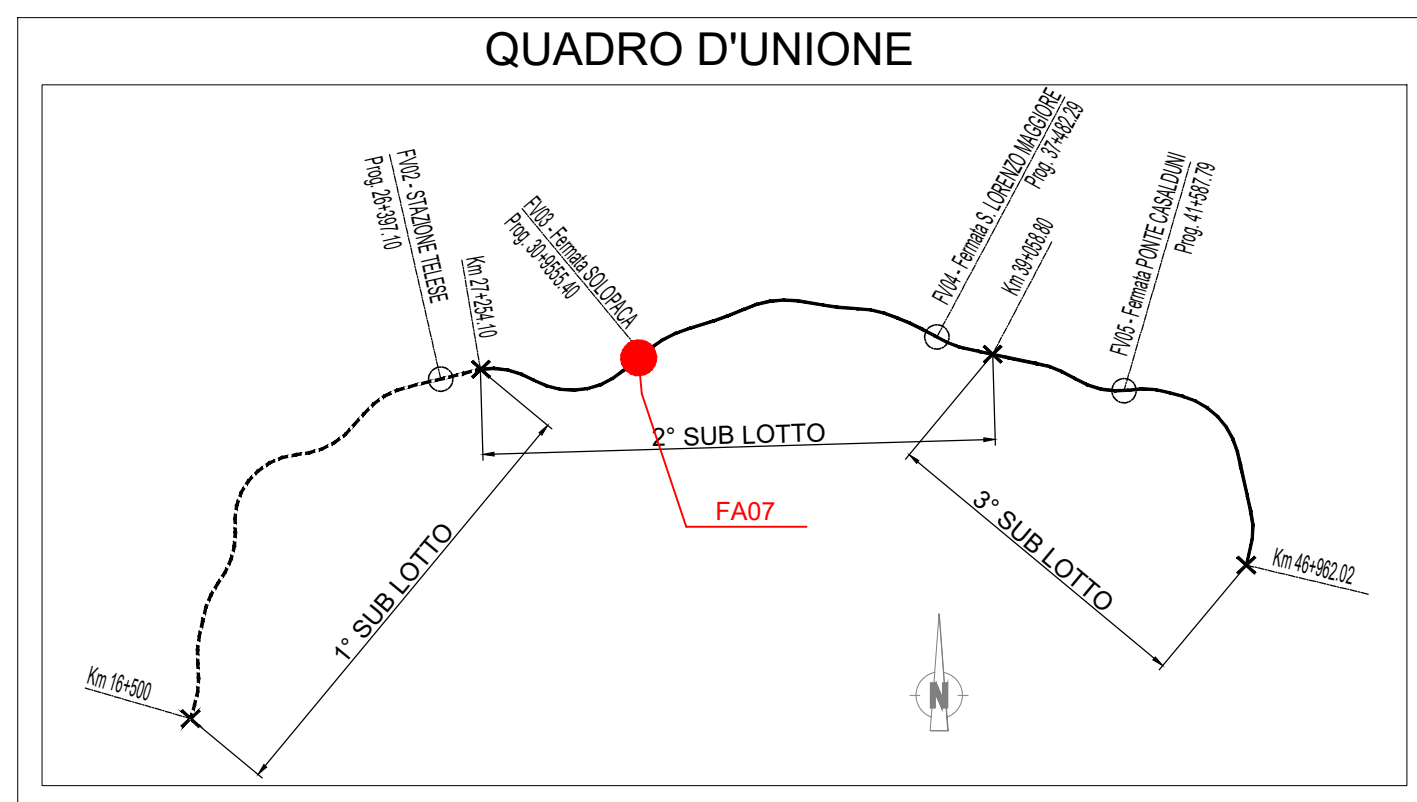 QUADRO D'UNIONE
FV02 - STAZIONE TELESE
Prog. 26+397.10
Km 27+254.10
FV03 - Fermata SOLOPACA
Prog. 30+9555.40
FV04 - Fermata S. LORENZO MAGGIORE
Prog. 37+482.29
Km 39+058.80
FV05 - Fermata PONTE CASALDUNI
Prog. 41+587.79
2° SUB LOTTO
FA07
1° SUB LOTTO
3° SUB LOTTO
Km 46+962.02
Km 16+500
N